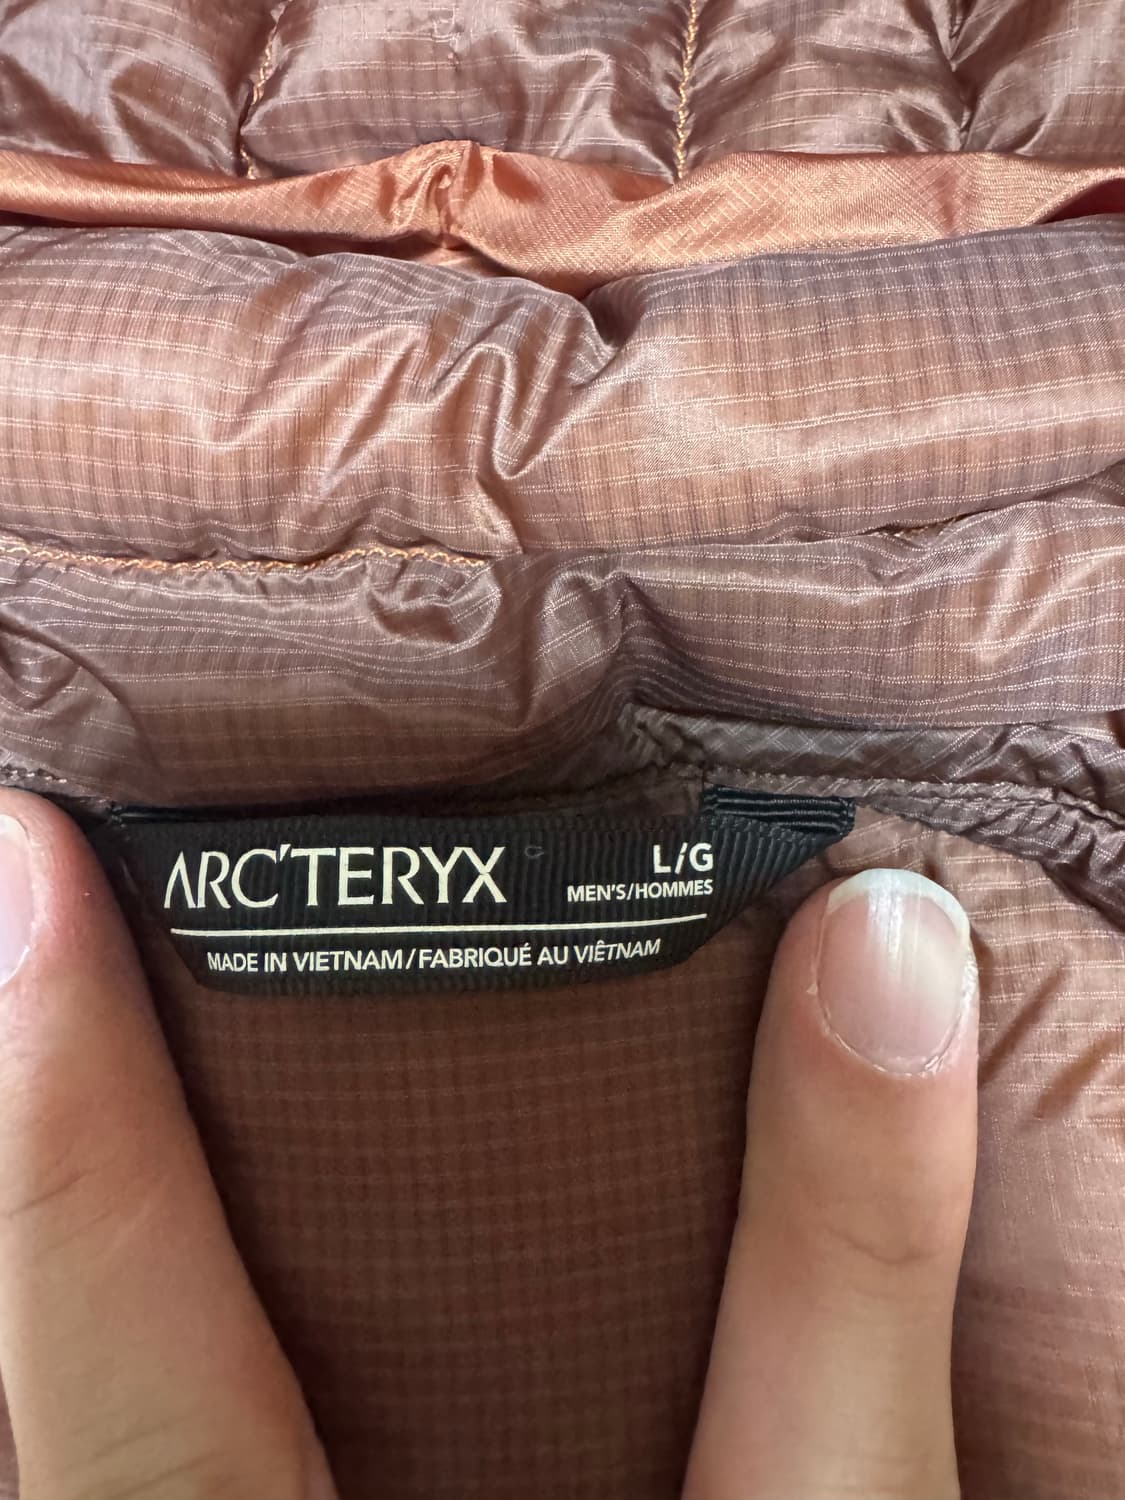 ARC'TERYX
L/G
MEN'S/HOMMES
MADE IN VIETNAM/FABRIQUÉ AU VIÊTNAM